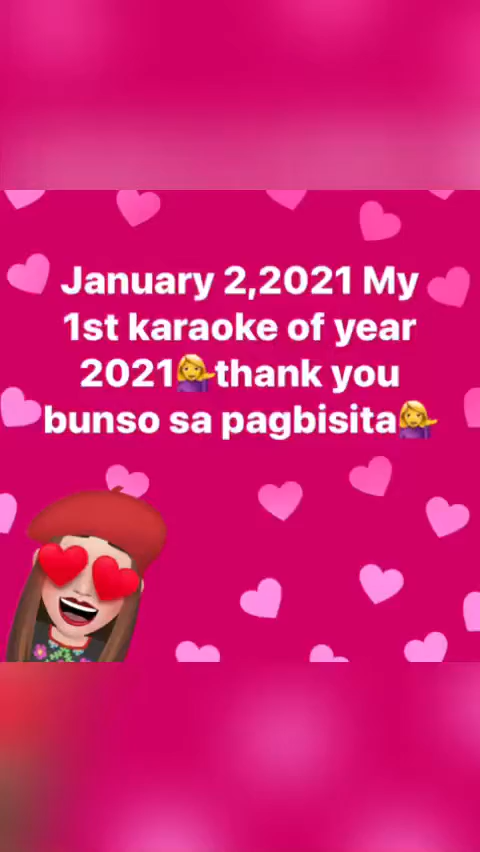 January 2,2021 My
1st karaoke of year
2021💁‍♀️thank you
bunso sa pagbisita💁‍♀️